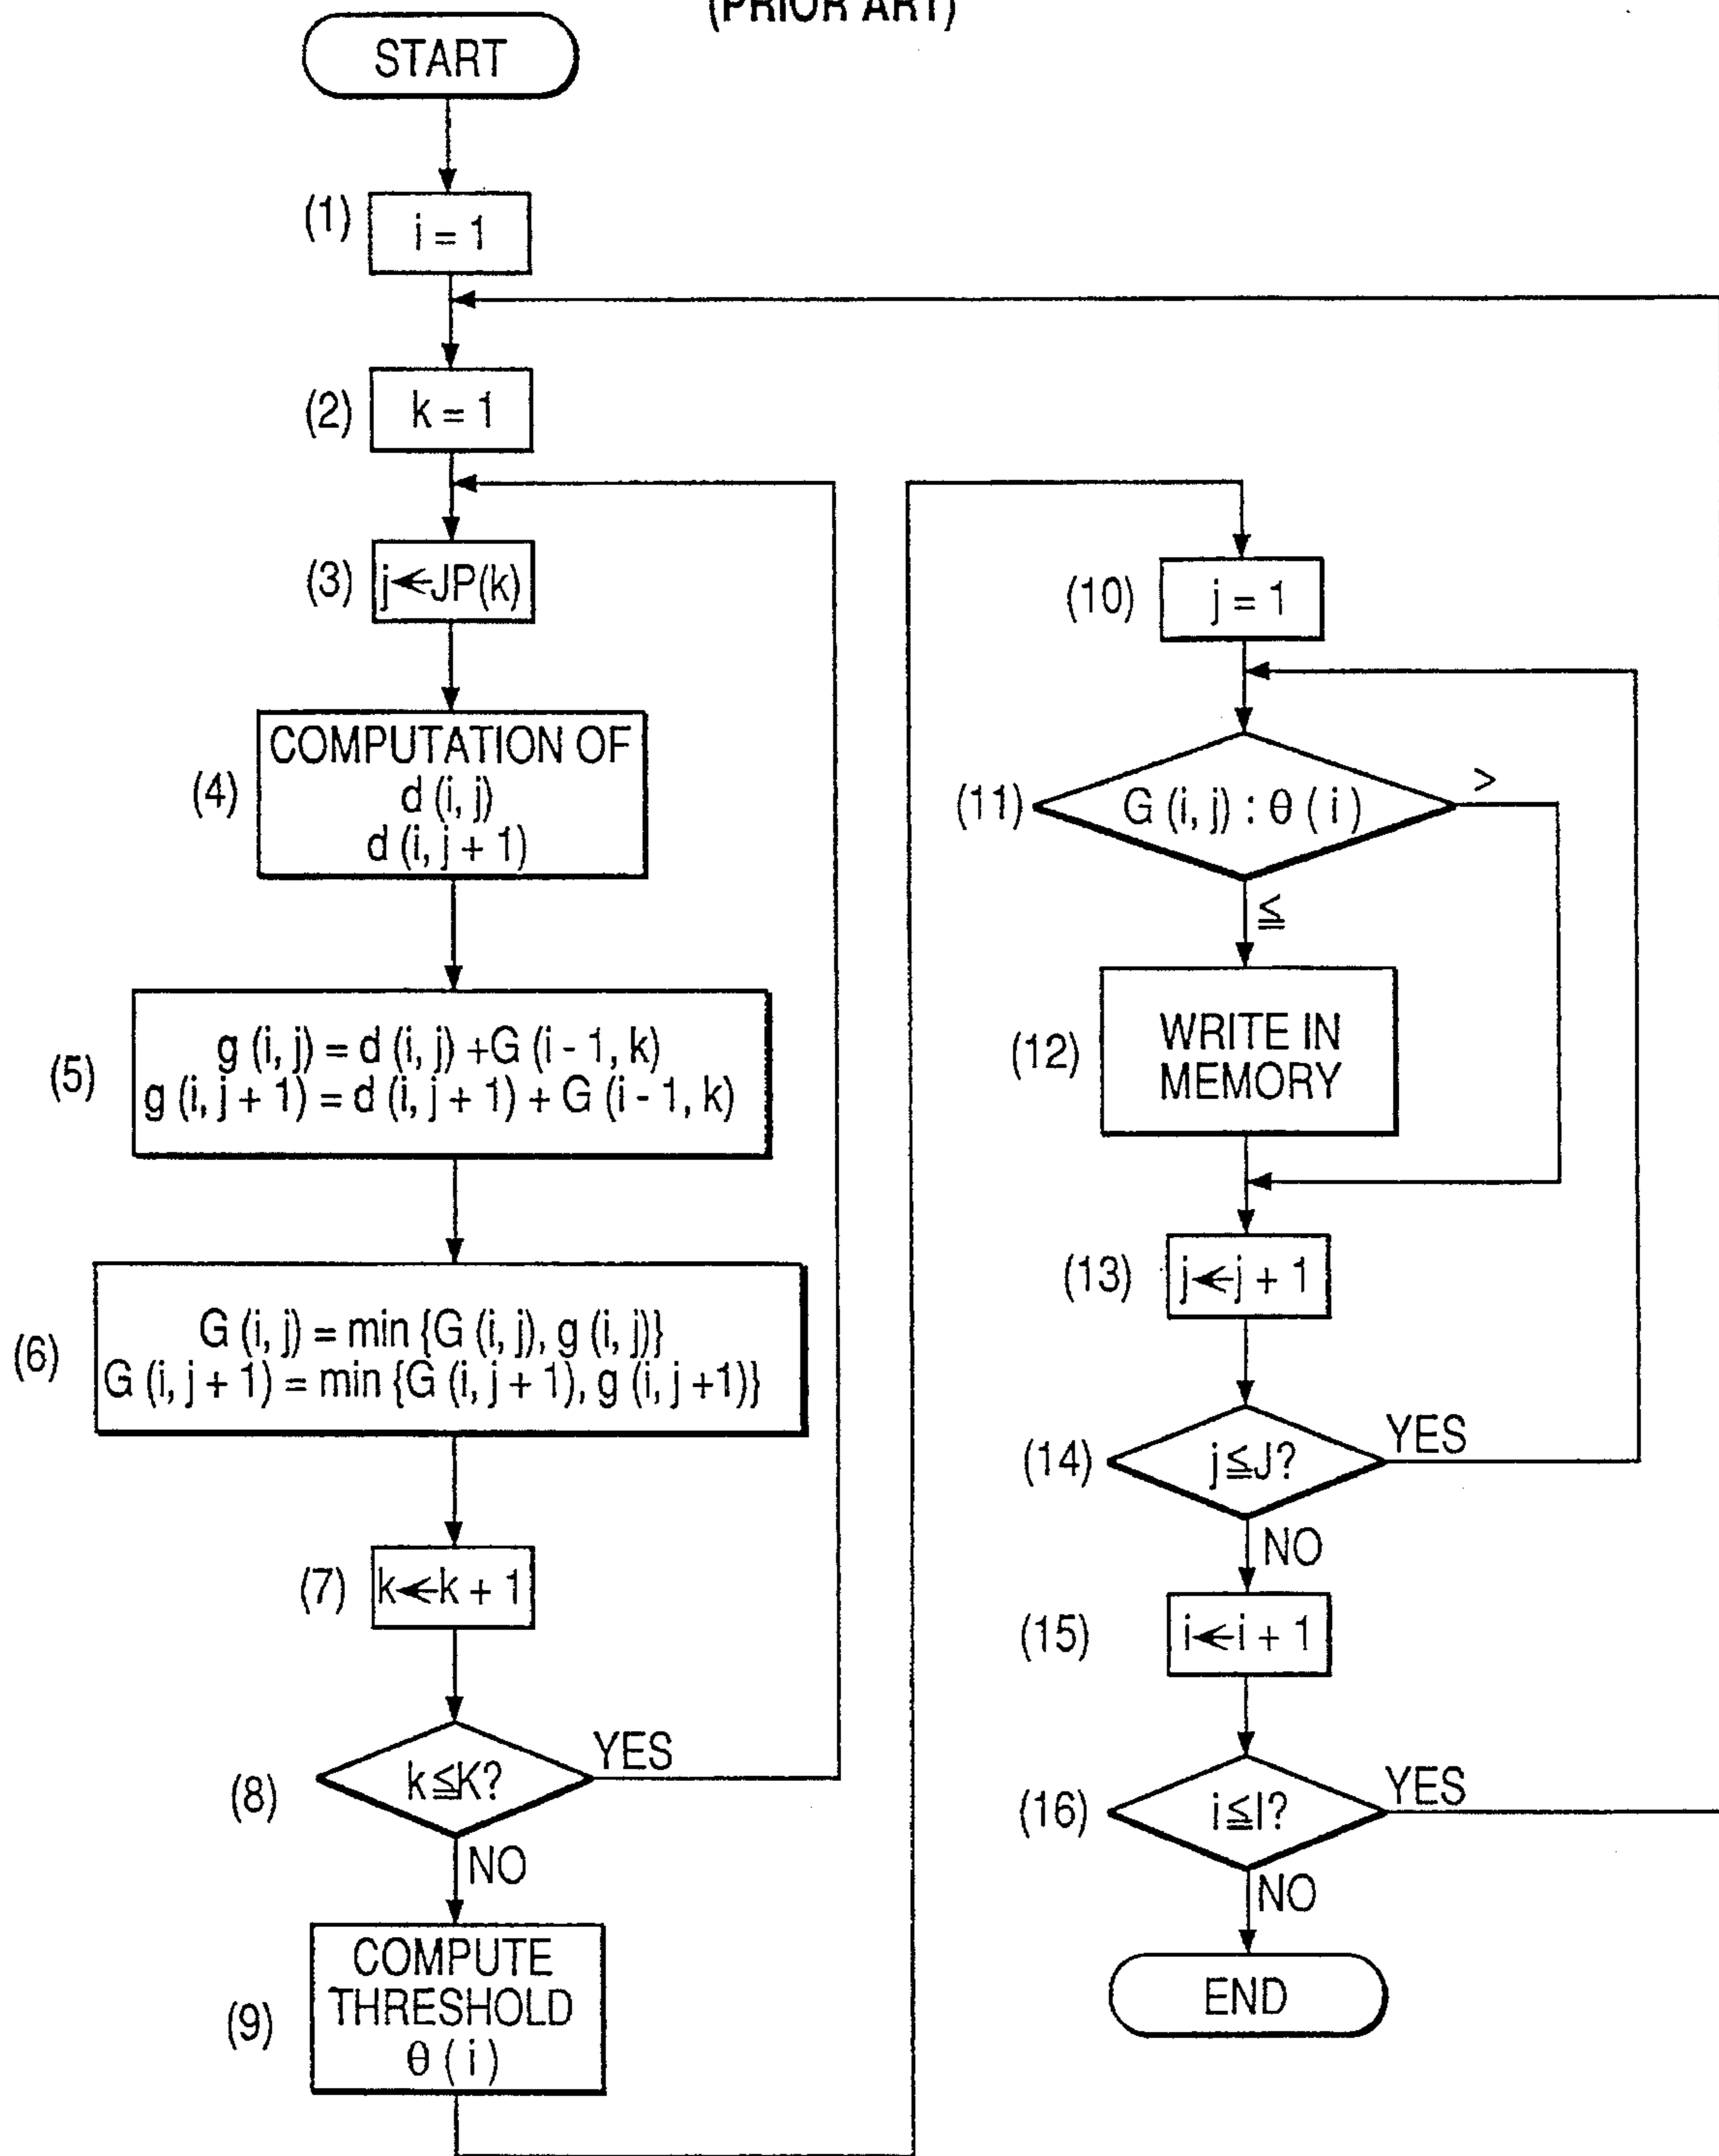 (PRIOR ART)
START
(1)
i = 1
(2)
k = 1
(3)
j←JP(k)
(4)
COMPUTATION OF
d (i, j)
d (i, j + 1)
(5)
g (i, j) = d (i, j) +G (i - 1, k)
g (i, j + 1) = d (i, j + 1) + G (i - 1, k)
(6)
G (i, j) = min {G (i, j), g (i, j)}
G (i, j + 1) = min {G (i, j + 1), g (i, j +1)}
(7)
k←k + 1
(8)
k≦K?
YES
NO
(9)
COMPUTE
THRESHOLD
θ ( i )
(10)
j = 1
(11)
G (i, j) : θ ( i )
>
≦
(12)
WRITE IN
MEMORY
(13)
j←j + 1
(14)
j≦J?
YES
NO
(15)
i←i + 1
(16)
i≦I?
YES
NO
END